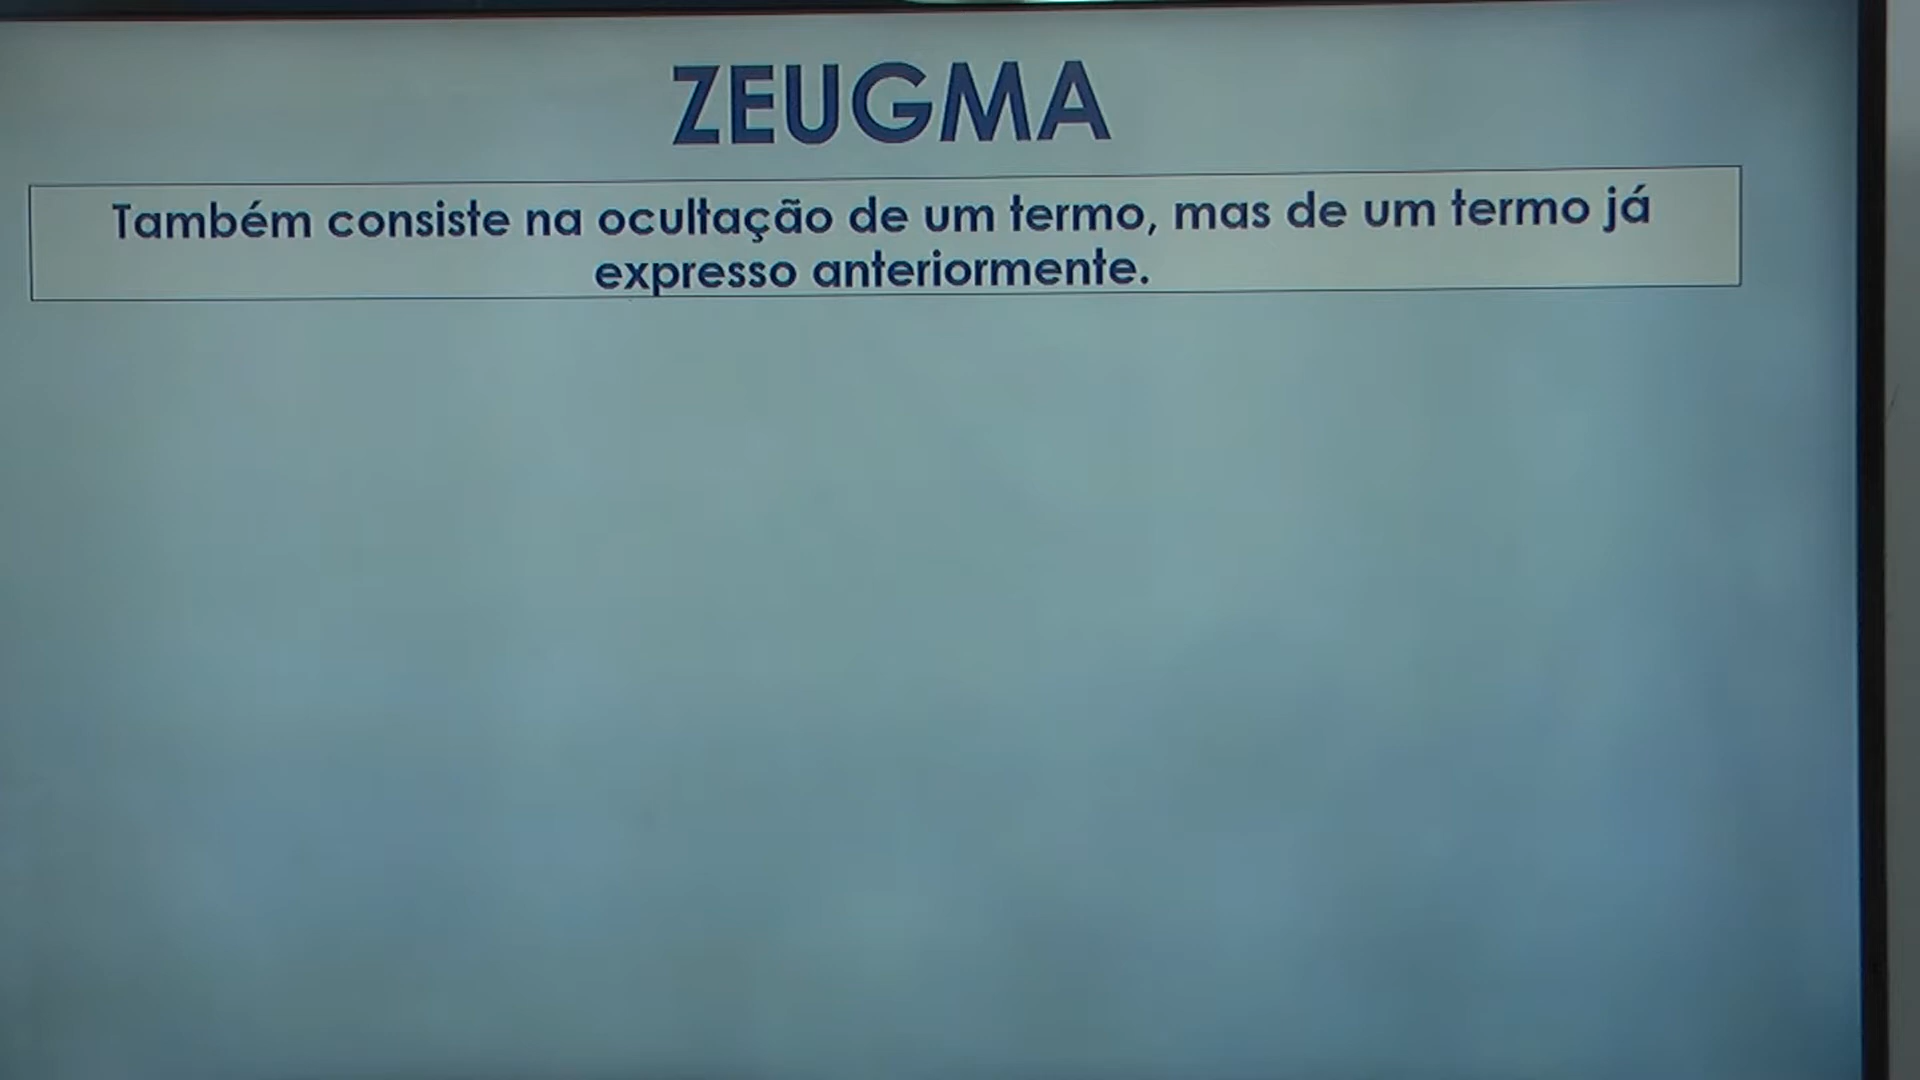 ZEUGMA
Também consiste na ocultação de um termo, mas de um termo já
expresso anteriormente.